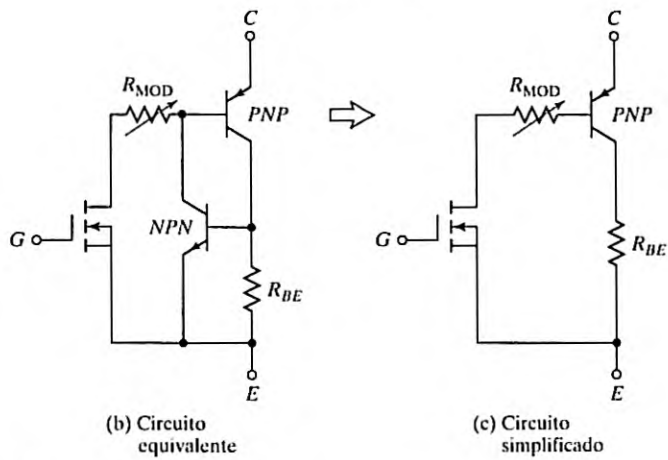 C
R_MOD
PNP
NPN
G
R_BE
E
(b) Circuito
equivalente
C
R_MOD
PNP
G
R_BE
E
(c) Circuito
simplificado